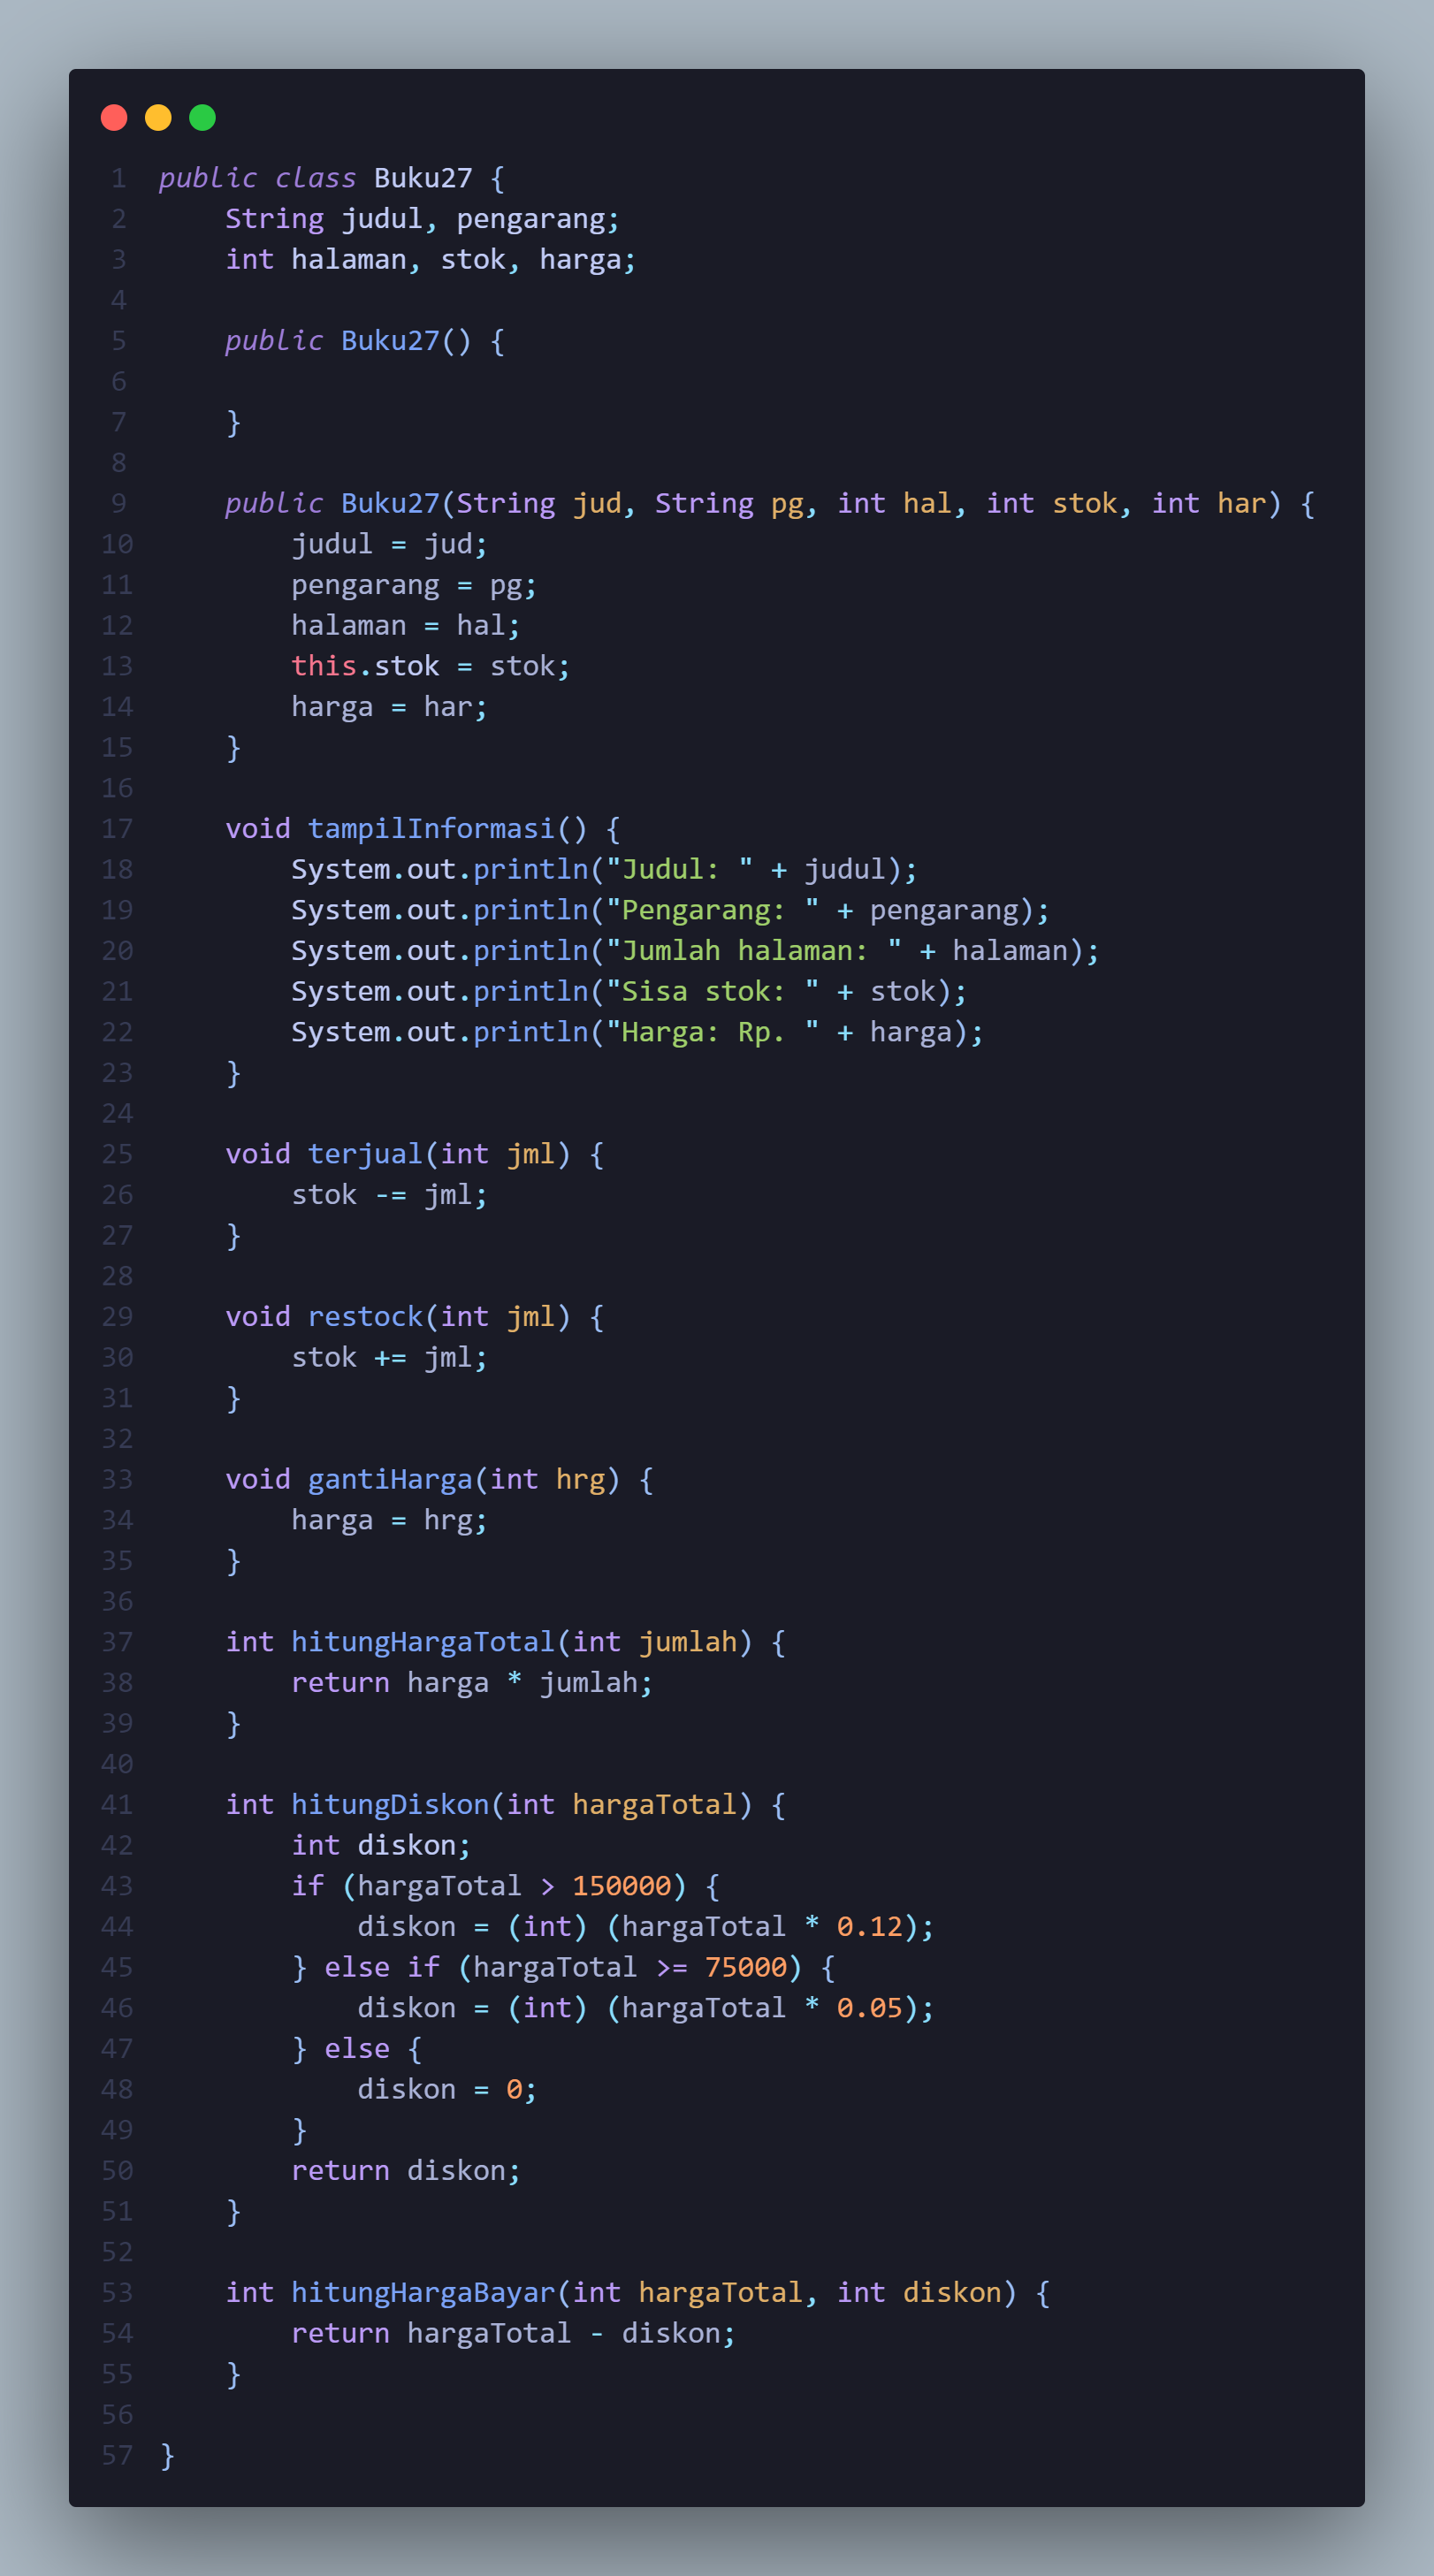 1 public class Buku27 {
2     String judul, pengarang;
3     int halaman, stok, harga;
4
5     public Buku27() {
6
7     }
8
9     public Buku27(String jud, String pg, int hal, int stok, int har) {
10         judul = jud;
11         pengarang = pg;
12         halaman = hal;
13         this.stok = stok;
14         harga = har;
15     }
16
17     void tampilInformasi() {
18         System.out.println("Judul: " + judul);
19         System.out.println("Pengarang: " + pengarang);
20         System.out.println("Jumlah halaman: " + halaman);
21         System.out.println("Sisa stok: " + stok);
22         System.out.println("Harga: Rp. " + harga);
23     }
24
25     void terjual(int jml) {
26         stok -= jml;
27     }
28
29     void restock(int jml) {
30         stok += jml;
31     }
32
33     void gantiHarga(int hrg) {
34         harga = hrg;
35     }
36
37     int hitungHargaTotal(int jumlah) {
38         return harga * jumlah;
39     }
40
41     int hitungDiskon(int hargaTotal) {
42         int diskon;
43         if (hargaTotal > 150000) {
44             diskon = (int) (hargaTotal * 0.12);
45         } else if (hargaTotal >= 75000) {
46             diskon = (int) (hargaTotal * 0.05);
47         } else {
48             diskon = 0;
49         }
50         return diskon;
51     }
52
53     int hitungHargaBayar(int hargaTotal, int diskon) {
54         return hargaTotal - diskon;
55     }
56
57 }